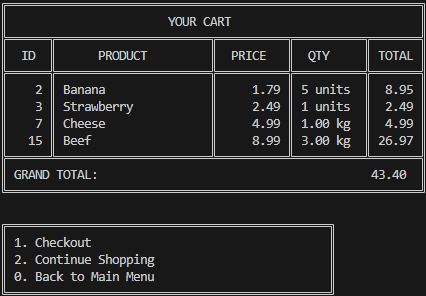 YOUR CART
ID PRODUCT PRICE QTY TOTAL
2 Banana 1.79 5 units 8.95
3 Strawberry 2.49 1 units 2.49
7 Cheese 4.99 1.00 kg 4.99
15 Beef 8.99 3.00 kg 26.97
GRAND TOTAL: 43.40
1. Checkout
2. Continue Shopping
0. Back to Main Menu